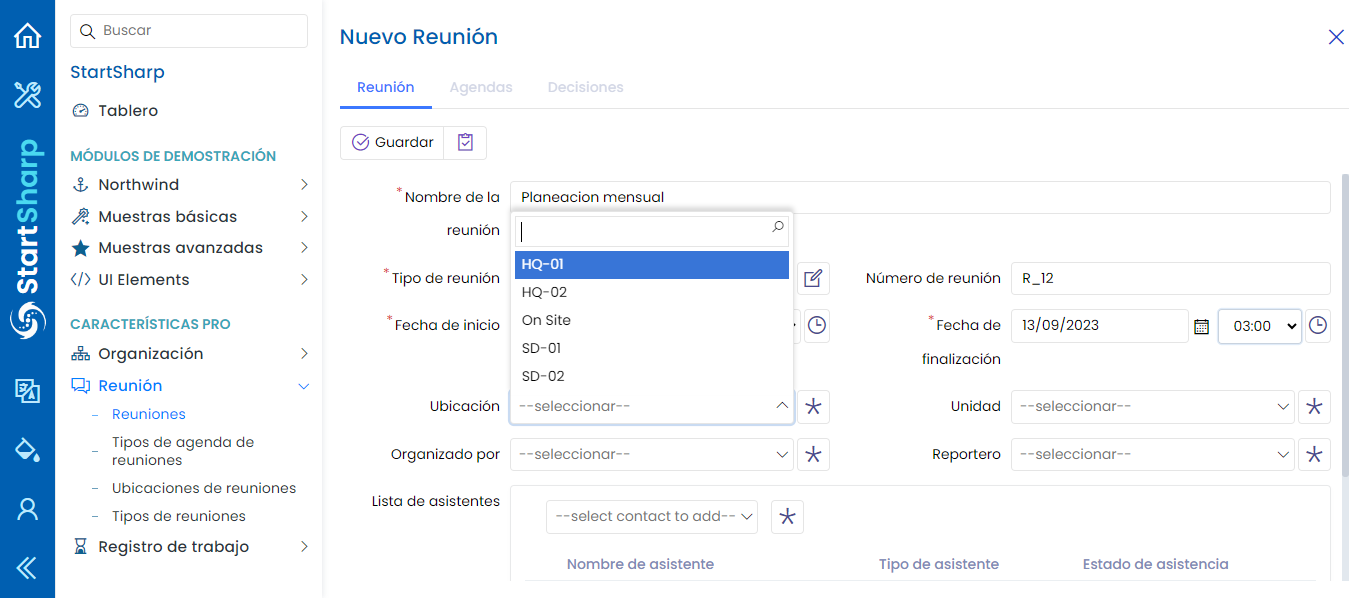 StartSharp
Buscar
StartSharp
Tablero
MÓDULOS DE DEMOSTRACIÓN
Northwind
Muestras básicas
Muestras avanzadas
UI Elements
CARACTERÍSTICAS PRO
Organización
Reunión
Reuniones
Tipos de agenda de
reuniones
Ubicaciones de reuniones
Tipos de reuniones
Registro de trabajo
Nuevo Reunión
Reunión Agendas Decisiones
Guardar
*Nombre de la
reunión
Planeacion mensual
HQ-01
HQ-02
On Site
SD-01
SD-02
*Tipo de reunión
Número de reunión R_12
*Fecha de inicio
*Fecha de
finalización
13/09/2023 03:00
Ubicación --seleccionar--
Unidad --seleccionar--
Organizado por --seleccionar--
Reportero --seleccionar--
Lista de asistentes
--select contact to add--
Nombre de asistente Tipo de asistente Estado de asistencia